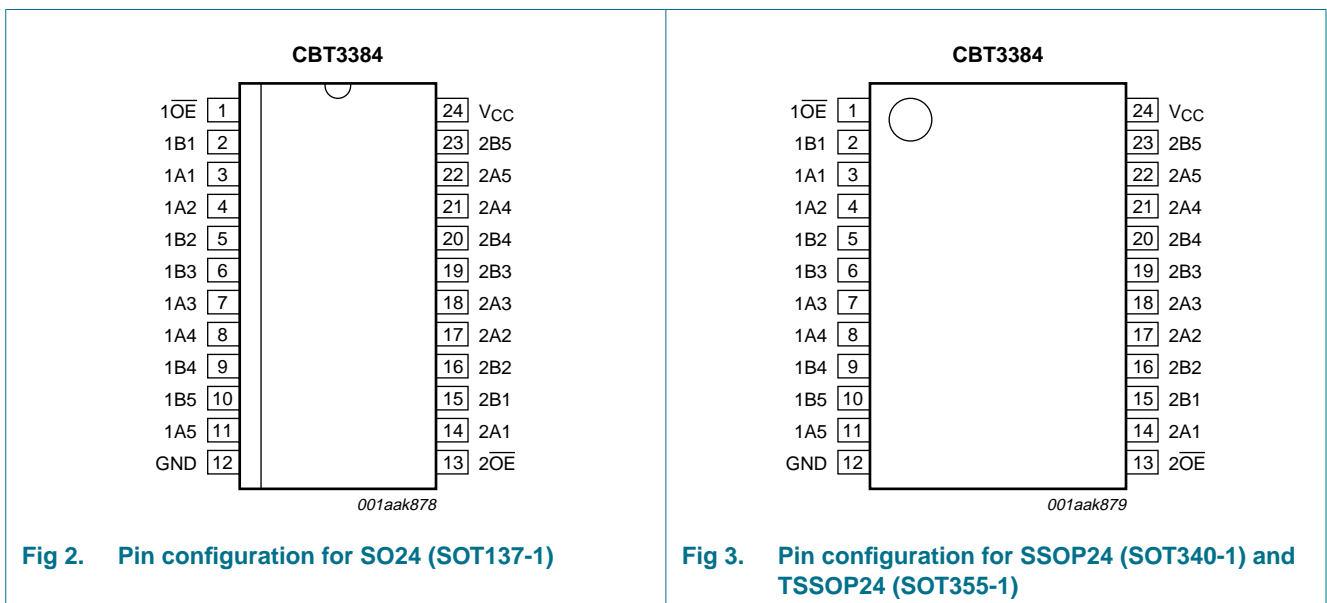 CBT3384
1O̅E̅ 1
24 VCC
1B1 2
23 2B5
1A1 3
22 2A5
1A2 4
21 2A4
1B2 5
20 2B4
1B3 6
19 2B3
1A3 7
18 2A3
1A4 8
17 2A2
1B4 9
16 2B2
1B5 10
15 2B1
1A5 11
14 2A1
GND 12
13 2O̅E̅
001aak878
Fig 2. Pin configuration for SO24 (SOT137-1)
CBT3384
1O̅E̅ 1
24 VCC
1B1 2
23 2B5
1A1 3
22 2A5
1A2 4
21 2A4
1B2 5
20 2B4
1B3 6
19 2B3
1A3 7
18 2A3
1A4 8
17 2A2
1B4 9
16 2B2
1B5 10
15 2B1
1A5 11
14 2A1
GND 12
13 2O̅E̅
001aak879
Fig 3. Pin configuration for SSOP24 (SOT340-1) and
TSSOP24 (SOT355-1)